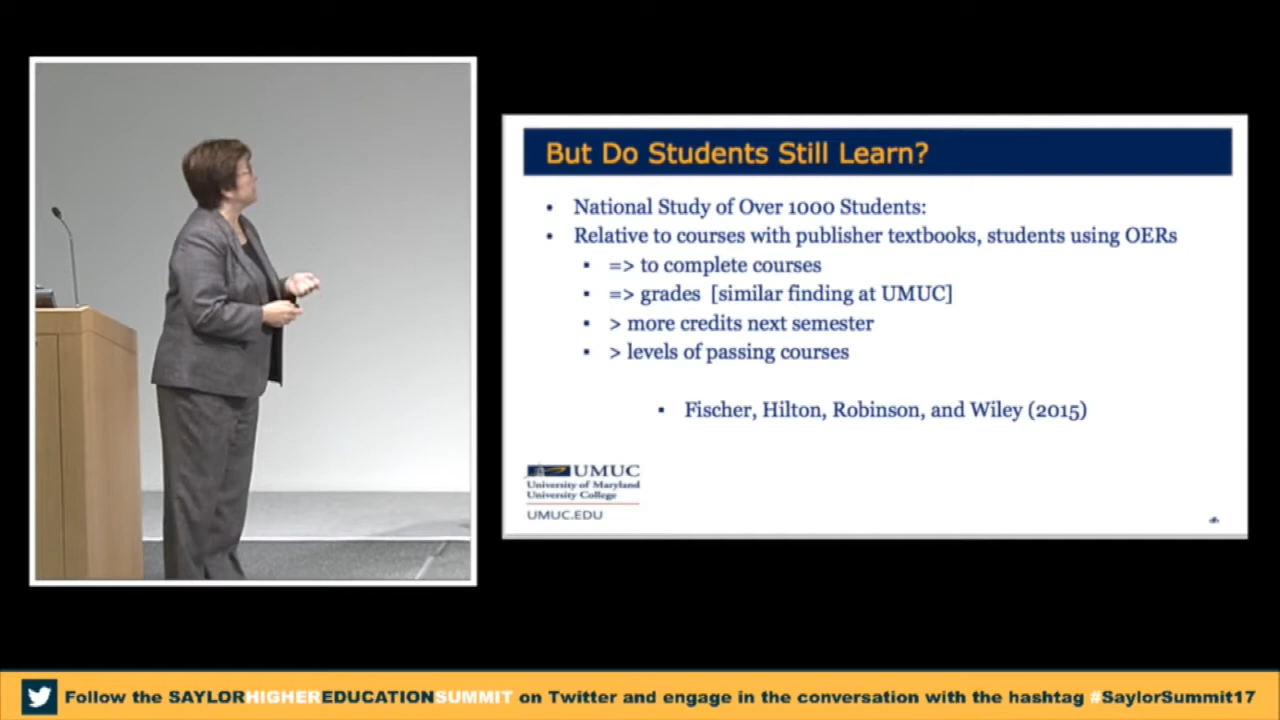 But Do Students Still Learn?
• National Study of Over 1000 Students:
• Relative to courses with publisher textbooks, students using OERs
▪ => to complete courses
▪ => grades [similar finding at UMUC]
▪ > more credits next semester
▪ > levels of passing courses
▪ Fischer, Hilton, Robinson, and Wiley (2015)
UMUC
University of Maryland
University College
UMUC.EDU
Follow the SAYLORHIGHEREDUCATIONSUMMIT on Twitter and engage in the conversation with the hashtag #SaylorSummit17